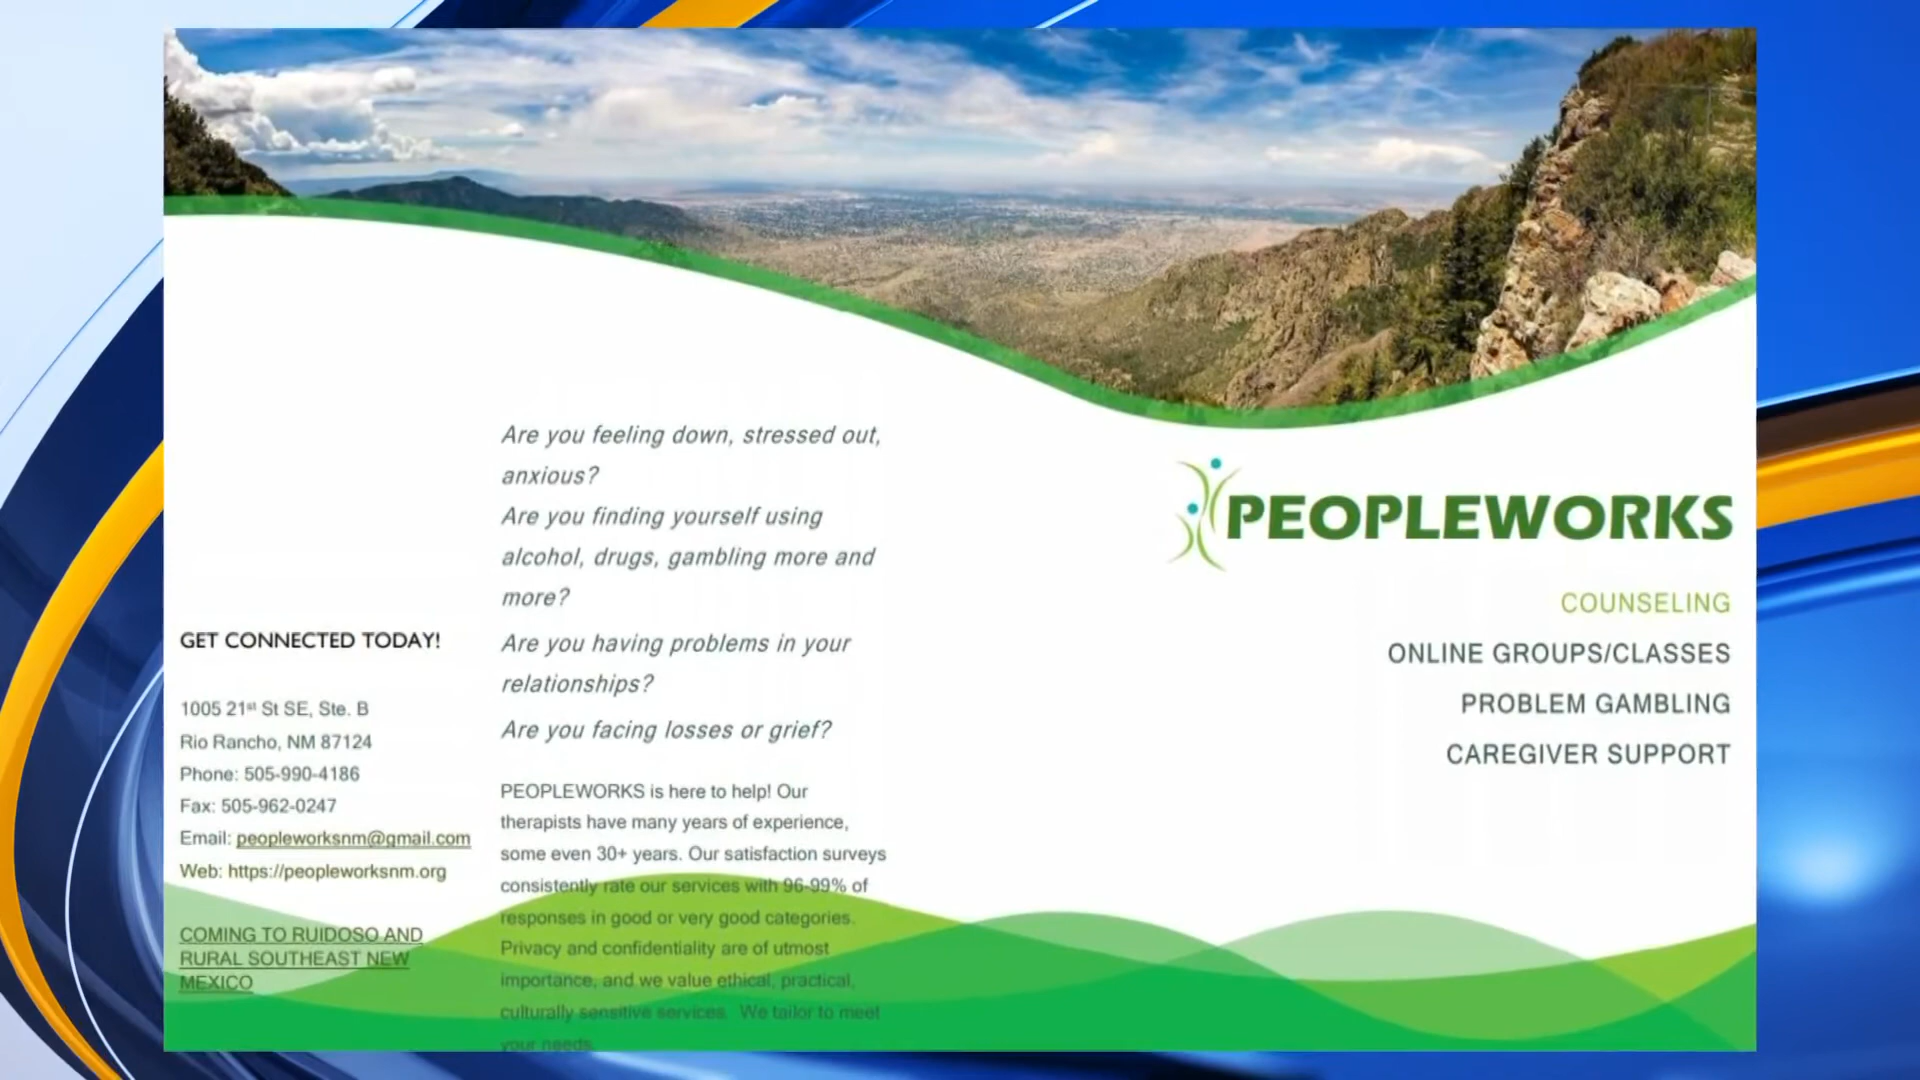 GET CONNECTED TODAY!
1005 21st St SE, Ste. B
Rio Rancho, NM 87124
Phone: 505-990-4186
Fax: 505-962-0247
Email: peopleworksnm@gmail.com
Web: https://peopleworksnm.org
COMING TO RUIDOSO AND
RURAL SOUTHEAST NEW
MEXICO
Are you feeling down, stressed out,
anxious?
Are you finding yourself using
alcohol, drugs, gambling more and
more?
Are you having problems in your
relationships?
Are you facing losses or grief?
PEOPLEWORKS is here to help! Our
therapists have many years of experience,
some even 30+ years. Our satisfaction surveys
consistently rate our services with 96-99% of
responses in good or very good categories.
Privacy and confidentiality are of utmost
importance, and we value ethical, practical,
culturally sensitive services. We tailor to meet
your needs.
PEOPLEWORKS
COUNSELING
ONLINE GROUPS/CLASSES
PROBLEM GAMBLING
CAREGIVER SUPPORT